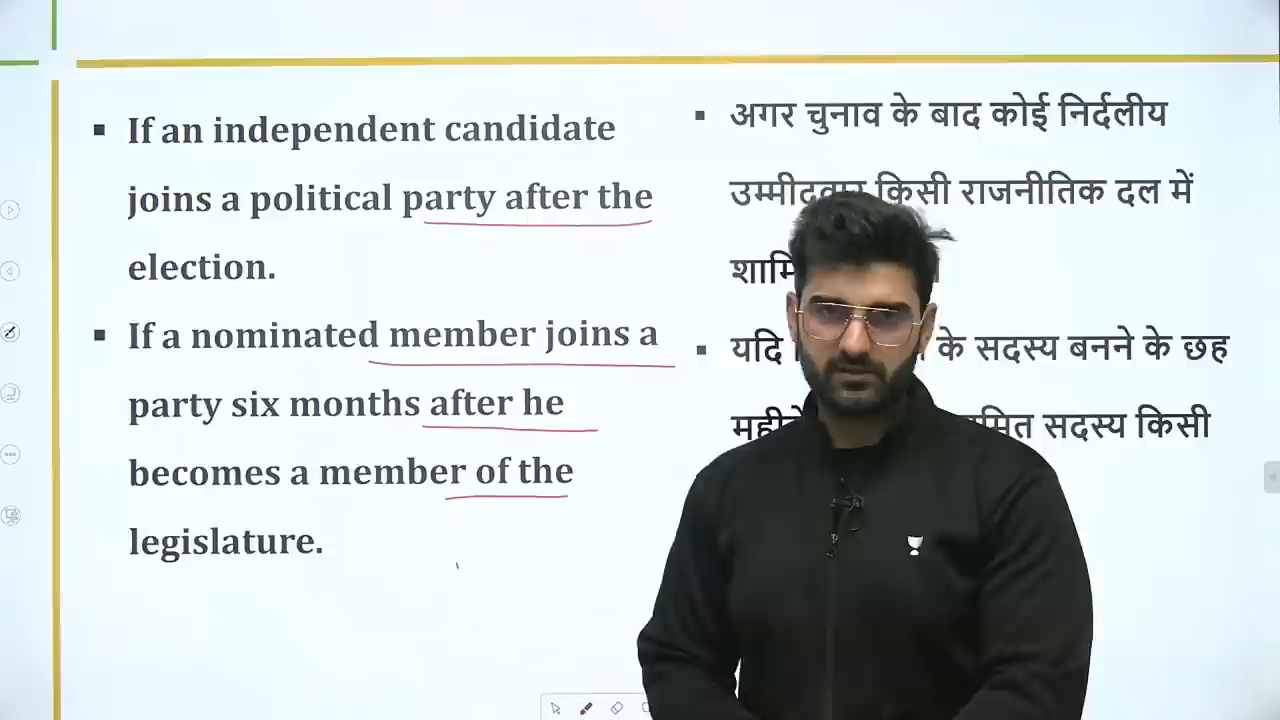 If an independent candidate
joins a political party after the
election.
If a nominated member joins a
party six months after he
becomes a member of the
legislature.
अगर चुनाव के बाद कोई निर्दलीय
किसी राजनीतिक दल में
यदि के सदस्य बनने के छह
सदस्य किसी